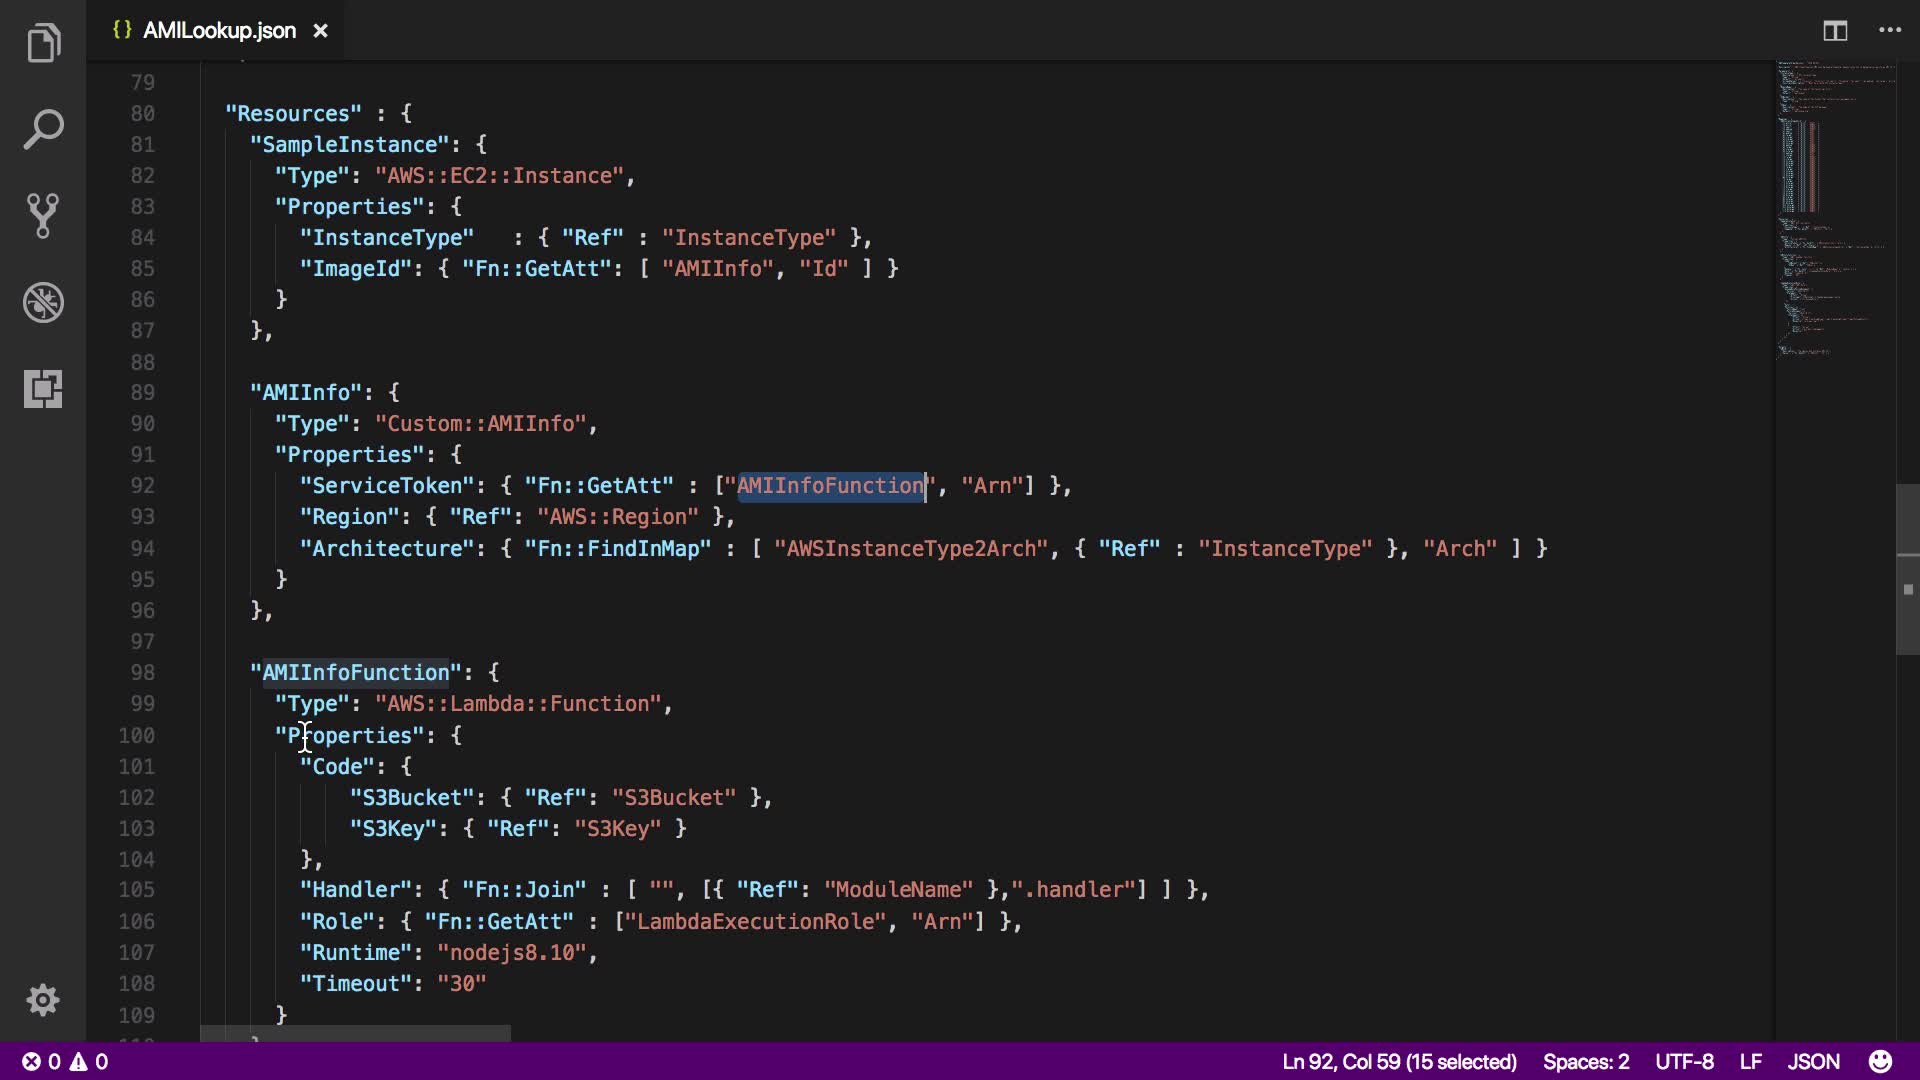 {} AMILookup.json ×
79
80 "Resources" : {
81 "SampleInstance": {
82 "Type": "AWS::EC2::Instance",
83 "Properties": {
84 "InstanceType"   : { "Ref" : "InstanceType" },
85 "ImageId": { "Fn::GetAtt": [ "AMIInfo", "Id" ] }
86 }
87 },
88
89 "AMIInfo": {
90 "Type": "Custom::AMIInfo",
91 "Properties": {
92 "ServiceToken": { "Fn::GetAtt" : ["AMIInfoFunction", "Arn"] },
93 "Region": { "Ref": "AWS::Region" },
94 "Architecture": { "Fn::FindInMap" : [ "AWSInstanceType2Arch", { "Ref" : "InstanceType" }, "Arch" ] }
95 }
96 },
97
98 "AMIInfoFunction": {
99 "Type": "AWS::Lambda::Function",
100 "Properties": {
101 "Code": {
102 "S3Bucket": { "Ref": "S3Bucket" },
103 "S3Key": { "Ref": "S3Key" }
104 },
105 "Handler": { "Fn::Join" : [ "", [{ "Ref": "ModuleName" },".handler"] ] },
106 "Role": { "Fn::GetAtt" : ["LambdaExecutionRole", "Arn"] },
107 "Runtime": "nodejs8.10",
108 "Timeout": "30"
109 }
0 0 Ln 92, Col 59 (15 selected) Spaces: 2 UTF-8 LF JSON